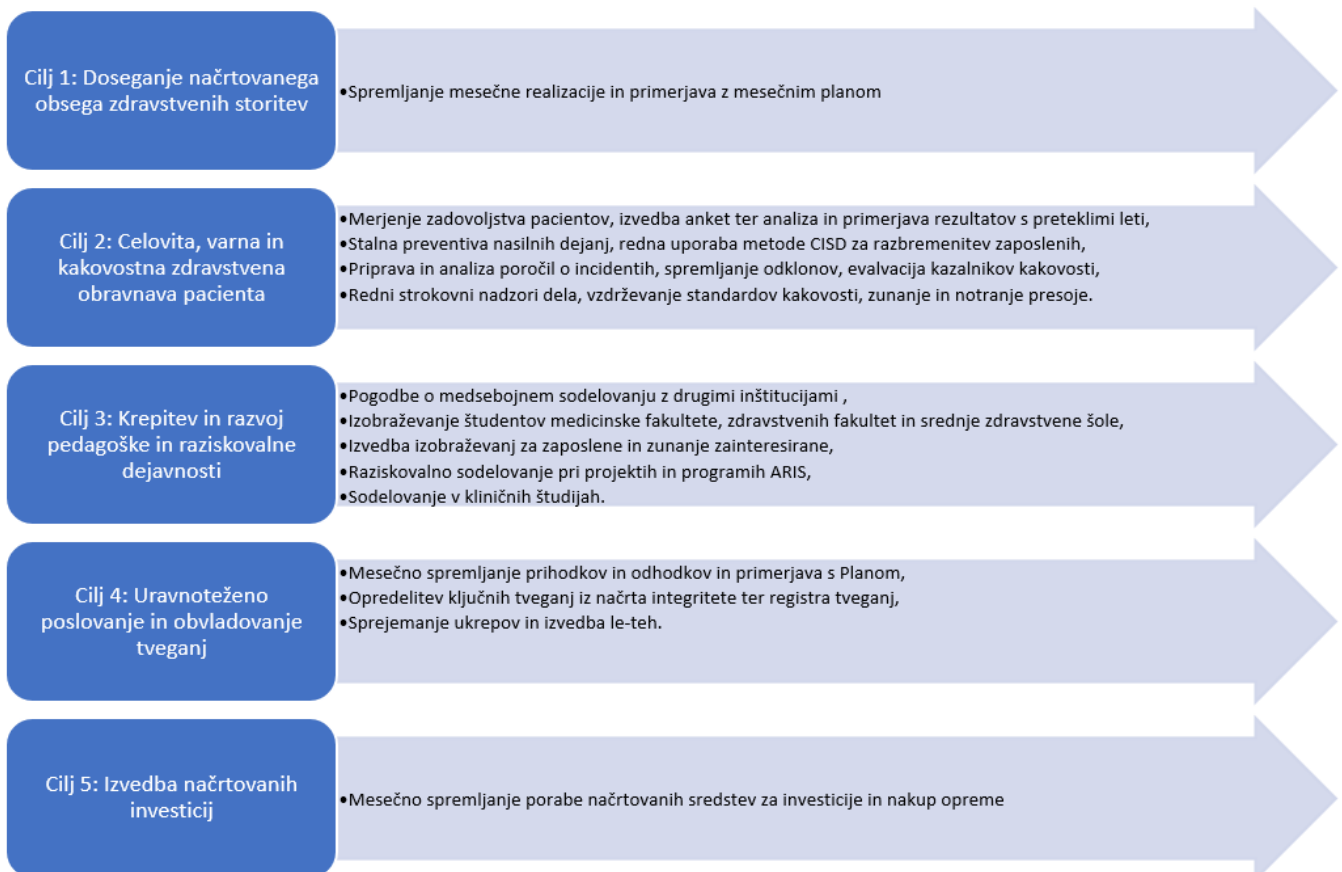 Cilj 1: Doseganje načrtovanega
obsega zdravstvenih storitev
•Spremljanje mesečne realizacije in primerjava z mesečnim planom
Cilj 2: Celovita, varna in
kakovostna zdravstvena
obravnava pacienta
•Merjenje zadovoljstva pacientov, izvedba anket ter analiza in primerjava rezultatov s preteklimi leti,
•Stalna preventiva nasilnih dejanj, redna uporaba metode CISD za razbremenitev zaposlenih,
•Priprava in analiza poročil o incidentih, spremljanje odklonov, evalvacija kazalnikov kakovosti,
•Redni strokovni nadzori dela, vzdrževanje standardov kakovosti, zunanje in notranje presoje.
Cilj 3: Krepitev in razvoj
pedagoške in raziskovalne
dejavnosti
•Pogodbe o medsebojnem sodelovanju z drugimi inštitucijami ,
•Izobraževanje študentov medicinske fakultete, zdravstvenih fakultet in srednje zdravstvene šole,
•Izvedba izobraževanj za zaposlene in zunanje zainteresirane,
•Raziskovalno sodelovanje pri projektih in programih ARIS,
•Sodelovanje v kliničnih študijah.
Cilj 4: Uravnoteženo
poslovanje in obvladovanje
tveganj
•Mesečno spremljanje prihodkov in odhodkov in primerjava s Planom,
•Opredelitev ključnih tveganj iz načrta integritete ter registra tveganj,
•Sprejemanje ukrepov in izvedba le-teh.
Cilj 5: Izvedba načrtovanih
investicij
•Mesečno spremljanje porabe načrtovanih sredstev za investicije in nakup opreme